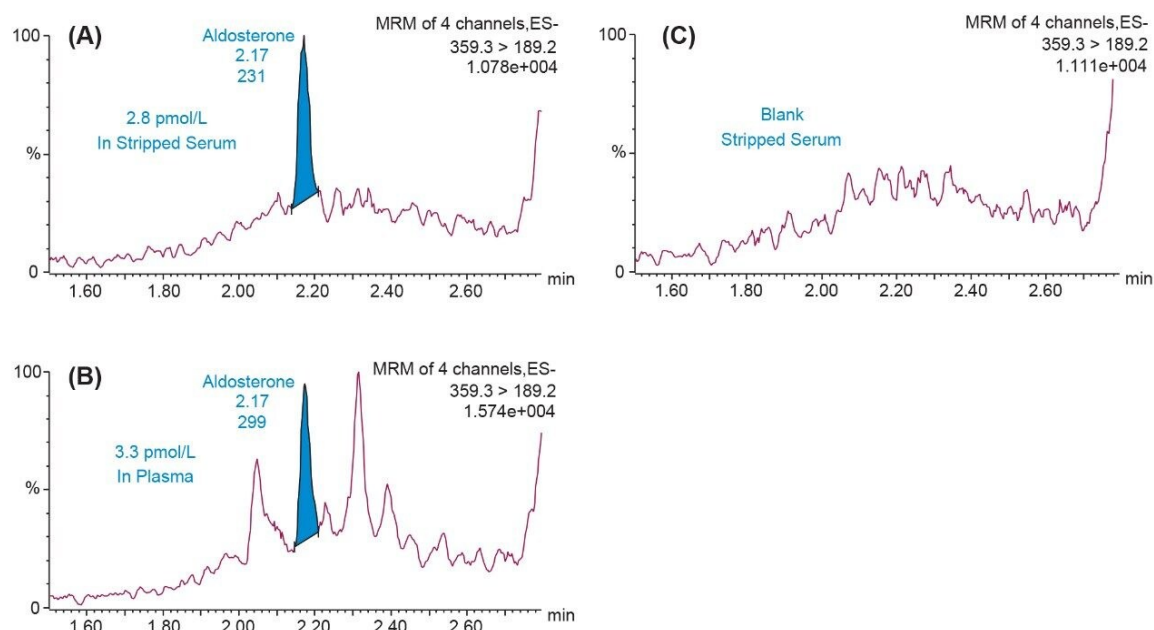 (A)
Aldosterone
2.17
231
MRM of 4 channels,ES-
359.3 > 189.2
1.078e+004
2.8 pmol/L
In Stripped Serum
100
%
0
1.60 1.80 2.00 2.20 2.40 2.60 min
(C)
MRM of 4 channels,ES-
359.3 > 189.2
1.111e+004
Blank
Stripped Serum
100
%
0
1.60 1.80 2.00 2.20 2.40 2.60 min
(B)
Aldosterone
2.17
299
MRM of 4 channels,ES-
359.3 > 189.2
1.574e+004
3.3 pmol/L
In Plasma
100
%
0
1.60 1.80 2.00 2.20 2.40 2.60 min